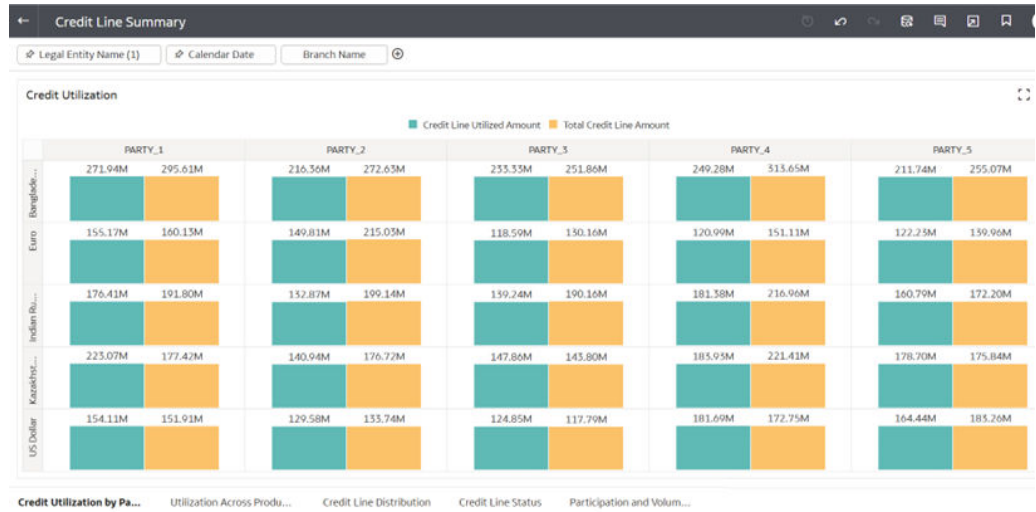 Credit Line Summary
Legal Entity Name (1) Calendar Date Branch Name
Credit Utilization
Credit Line Utilized Amount Total Credit Line Amount
PARTY_1 PARTY_2 PARTY_3 PARTY_4 PARTY_5
Banglade... 271.94M 295.61M 216.36M 272.63M 233.33M 251.86M 249.28M 313.65M 211.74M 255.07M
Euro 155.17M 160.13M 149.81M 215.03M 118.59M 130.16M 120.99M 151.11M 122.23M 139.96M
Indian Ru... 176.41M 191.80M 132.87M 199.14M 139.24M 190.16M 181.38M 216.96M 160.79M 172.20M
Kazakhst... 223.07M 177.42M 140.94M 176.72M 147.86M 143.80M 183.93M 221.41M 178.70M 175.84M
US Dollar 154.11M 151.91M 129.58M 133.74M 124.85M 117.79M 181.69M 172.75M 164.44M 183.26M
Credit Utilization by Pa... Utilization Across Produ... Credit Line Distribution Credit Line Status Participation and Volum...